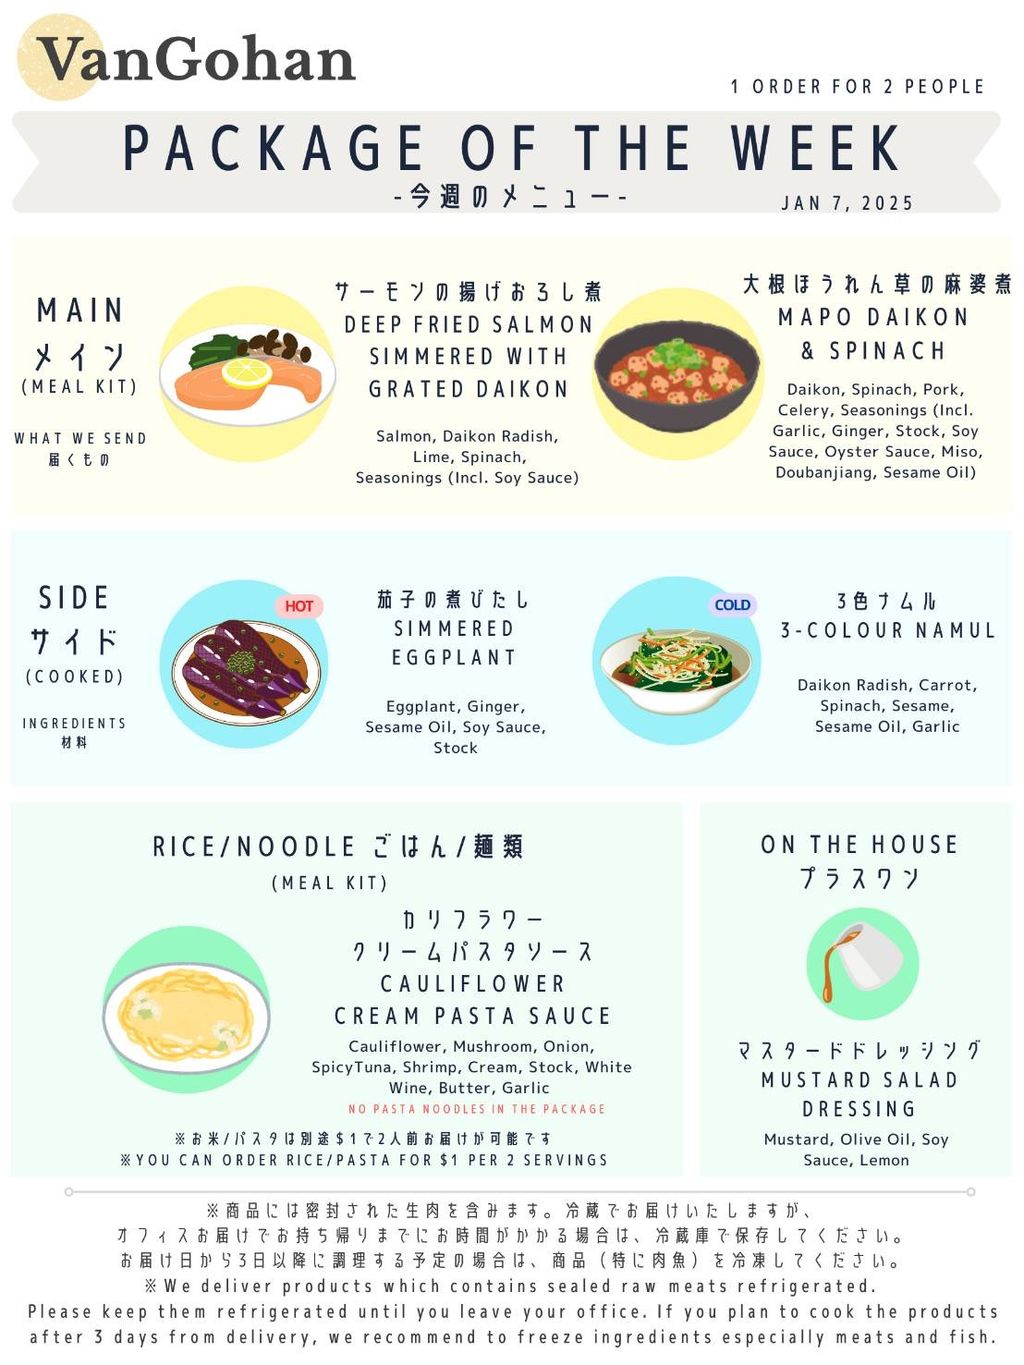 VanGohan
1 ORDER FOR 2 PEOPLE
PACKAGE OF THE WEEK
-今週のメニュー-
JAN 7, 2025
MAIN
メイン
(MEAL KIT)
WHAT WE SEND
届くもの
サーモンの揚げおろし煮
DEEP FRIED SALMON
SIMMERED WITH
GRATED DAIKON
Salmon, Daikon Radish,
Lime, Spinach,
Seasonings (Incl. Soy Sauce)
大根ほうれん草の麻婆煮
MAPO DAIKON
& SPINACH
Daikon, Spinach, Pork,
Celery, Seasonings (Incl.
Garlic, Ginger, Stock, Soy
Sauce, Oyster Sauce, Miso,
Doubanjiang, Sesame Oil)
SIDE
サイド
(COOKED)
INGREDIENTS
材料
HOT
茄子の煮びたし
SIMMERED
EGGPLANT
Eggplant, Ginger,
Sesame Oil, Soy Sauce,
Stock
COLD
3色ナムル
3-COLOUR NAMUL
Daikon Radish, Carrot,
Spinach, Sesame,
Sesame Oil, Garlic
RICE/NOODLE ごはん/麺類
(MEAL KIT)
カリフラワー
クリームパスタソース
CAULIFLOWER
CREAM PASTA SAUCE
Cauliflower, Mushroom, Onion,
SpicyTuna, Shrimp, Cream, Stock, White
Wine, Butter, Garlic
NO PASTA NOODLES IN THE PACKAGE
※お米/パスタは別途$1で2人前お届けが可能です
※YOU CAN ORDER RICE/PASTA FOR $1 PER 2 SERVINGS
ON THE HOUSE
プラスワン
マスタードドレッシング
MUSTARD SALAD
DRESSING
Mustard, Olive Oil, Soy
Sauce, Lemon
※商品には密封された生肉を含みます。冷蔵でお届けいたしますが、
オフィスお届けでお持ち帰りまでにお時間がかかる場合は、冷蔵庫で保存してください。
お届け日から3日以降に調理する予定の場合は、商品（特に肉魚）を冷凍してください。
※We deliver products which contains sealed raw meats refrigerated.
Please keep them refrigerated until you leave your office. If you plan to cook the products
after 3 days from delivery, we recommend to freeze ingredients especially meats and fish.